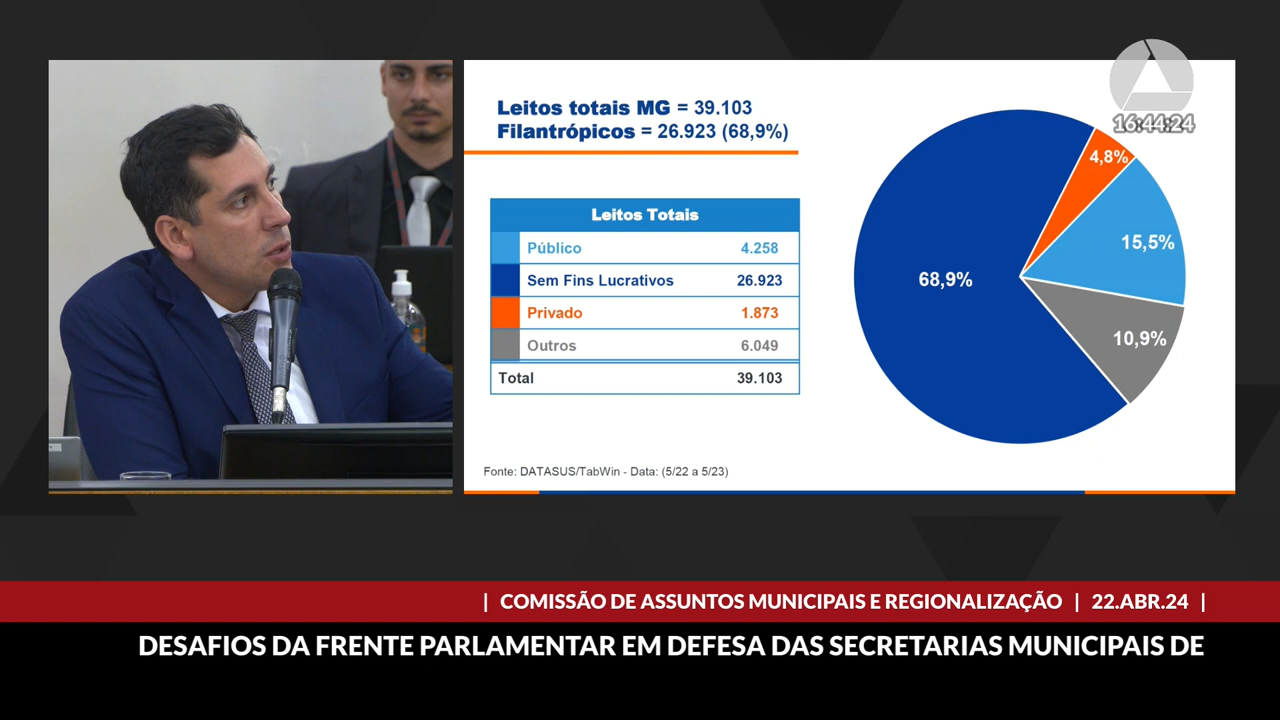 16:44:24
Leitos totais MG = 39.103
Filantrópicos = 26.923 (68,9%)
Leitos Totais
Público 4.258
Sem Fins Lucrativos 26.923
Privado 1.873
Outros 6.049
Total 39.103
4,8%
15,5%
68,9%
10,9%
Fonte: DATASUS/TabWin - Data: (5/22 a 5/23)
| COMISSÃO DE ASSUNTOS MUNICIPAIS E REGIONALIZAÇÃO | 22.ABR.24 |
DESAFIOS DA FRENTE PARLAMENTAR EM DEFESA DAS SECRETARIAS MUNICIPAIS DE